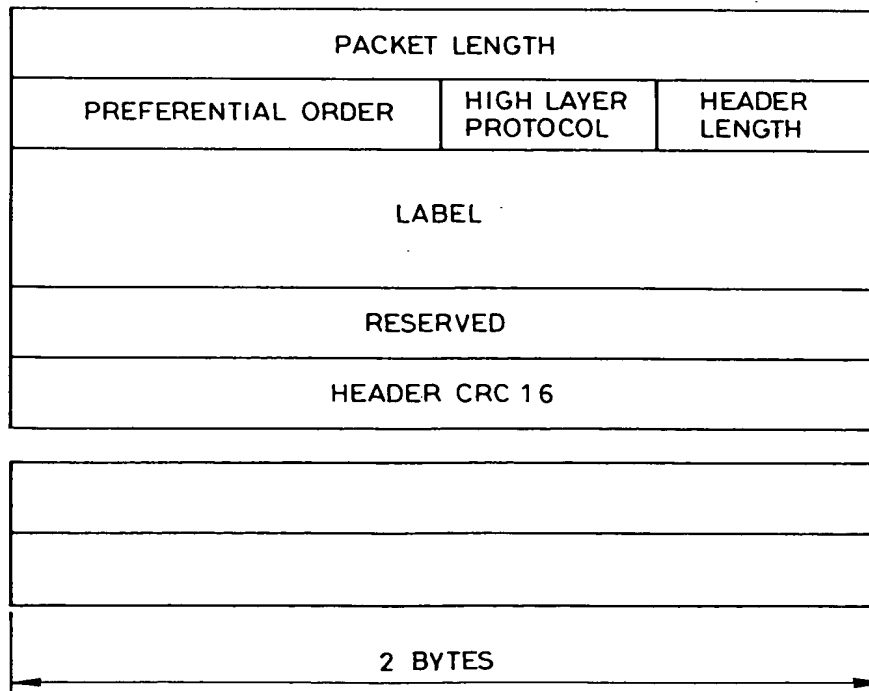 PACKET LENGTH
PREFERENTIAL ORDER
HIGH LAYER
PROTOCOL
HEADER
LENGTH
LABEL
RESERVED
HEADER CRC 16
2 BYTES